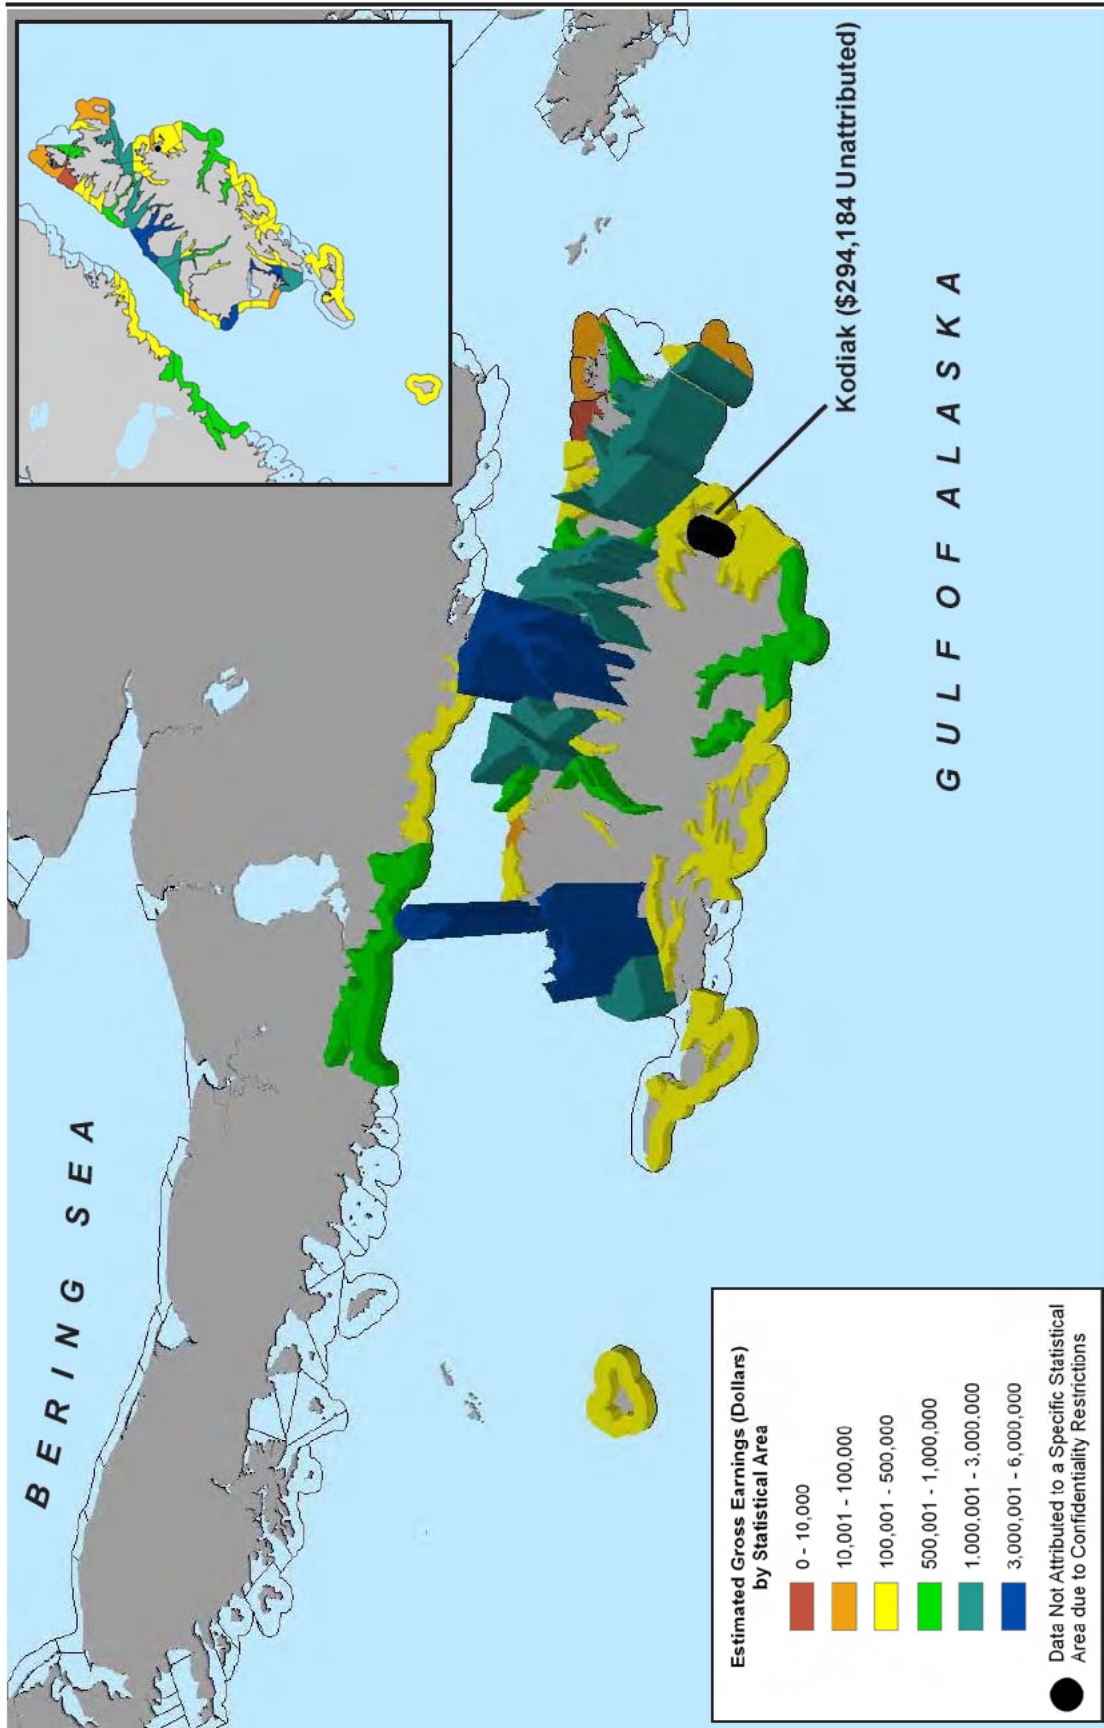 BERING SEA
GULF OF ALASKA
Kodiak ($294,184 Unattributed)
Estimated Gross Earnings (Dollars)
by Statistical Area
0 - 10,000
10,001 - 100,000
100,001 - 500,000
500,001 - 1,000,000
1,000,001 - 3,000,000
3,000,001 - 6,000,000
Data Not Attributed to a Specific Statistical
Area due to Confidentiality Restrictions